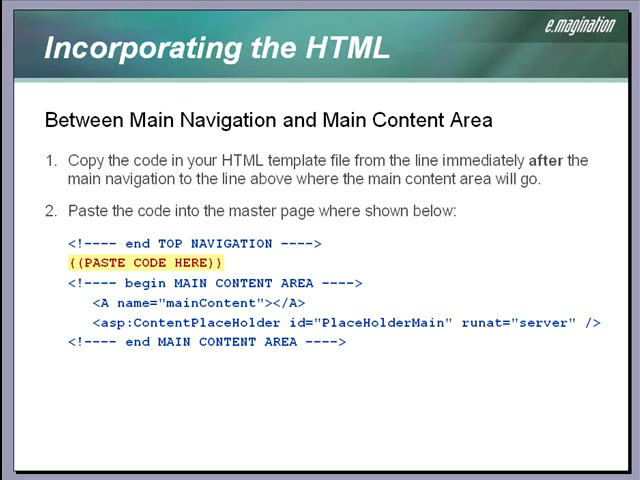 e.magination
Incorporating the HTML
Between Main Navigation and Main Content Area
1. Copy the code in your HTML template file from the line immediately after the
main navigation to the line above where the main content area will go.
2. Paste the code into the master page where shown below:
<!---- end TOP NAVIGATION ---->
((PASTE CODE HERE))
<!---- begin MAIN CONTENT AREA ---->
<A name="mainContent"></A>
<asp:ContentPlaceHolder id="PlaceHolderMain" runat="server" />
<!---- end MAIN CONTENT AREA ---->